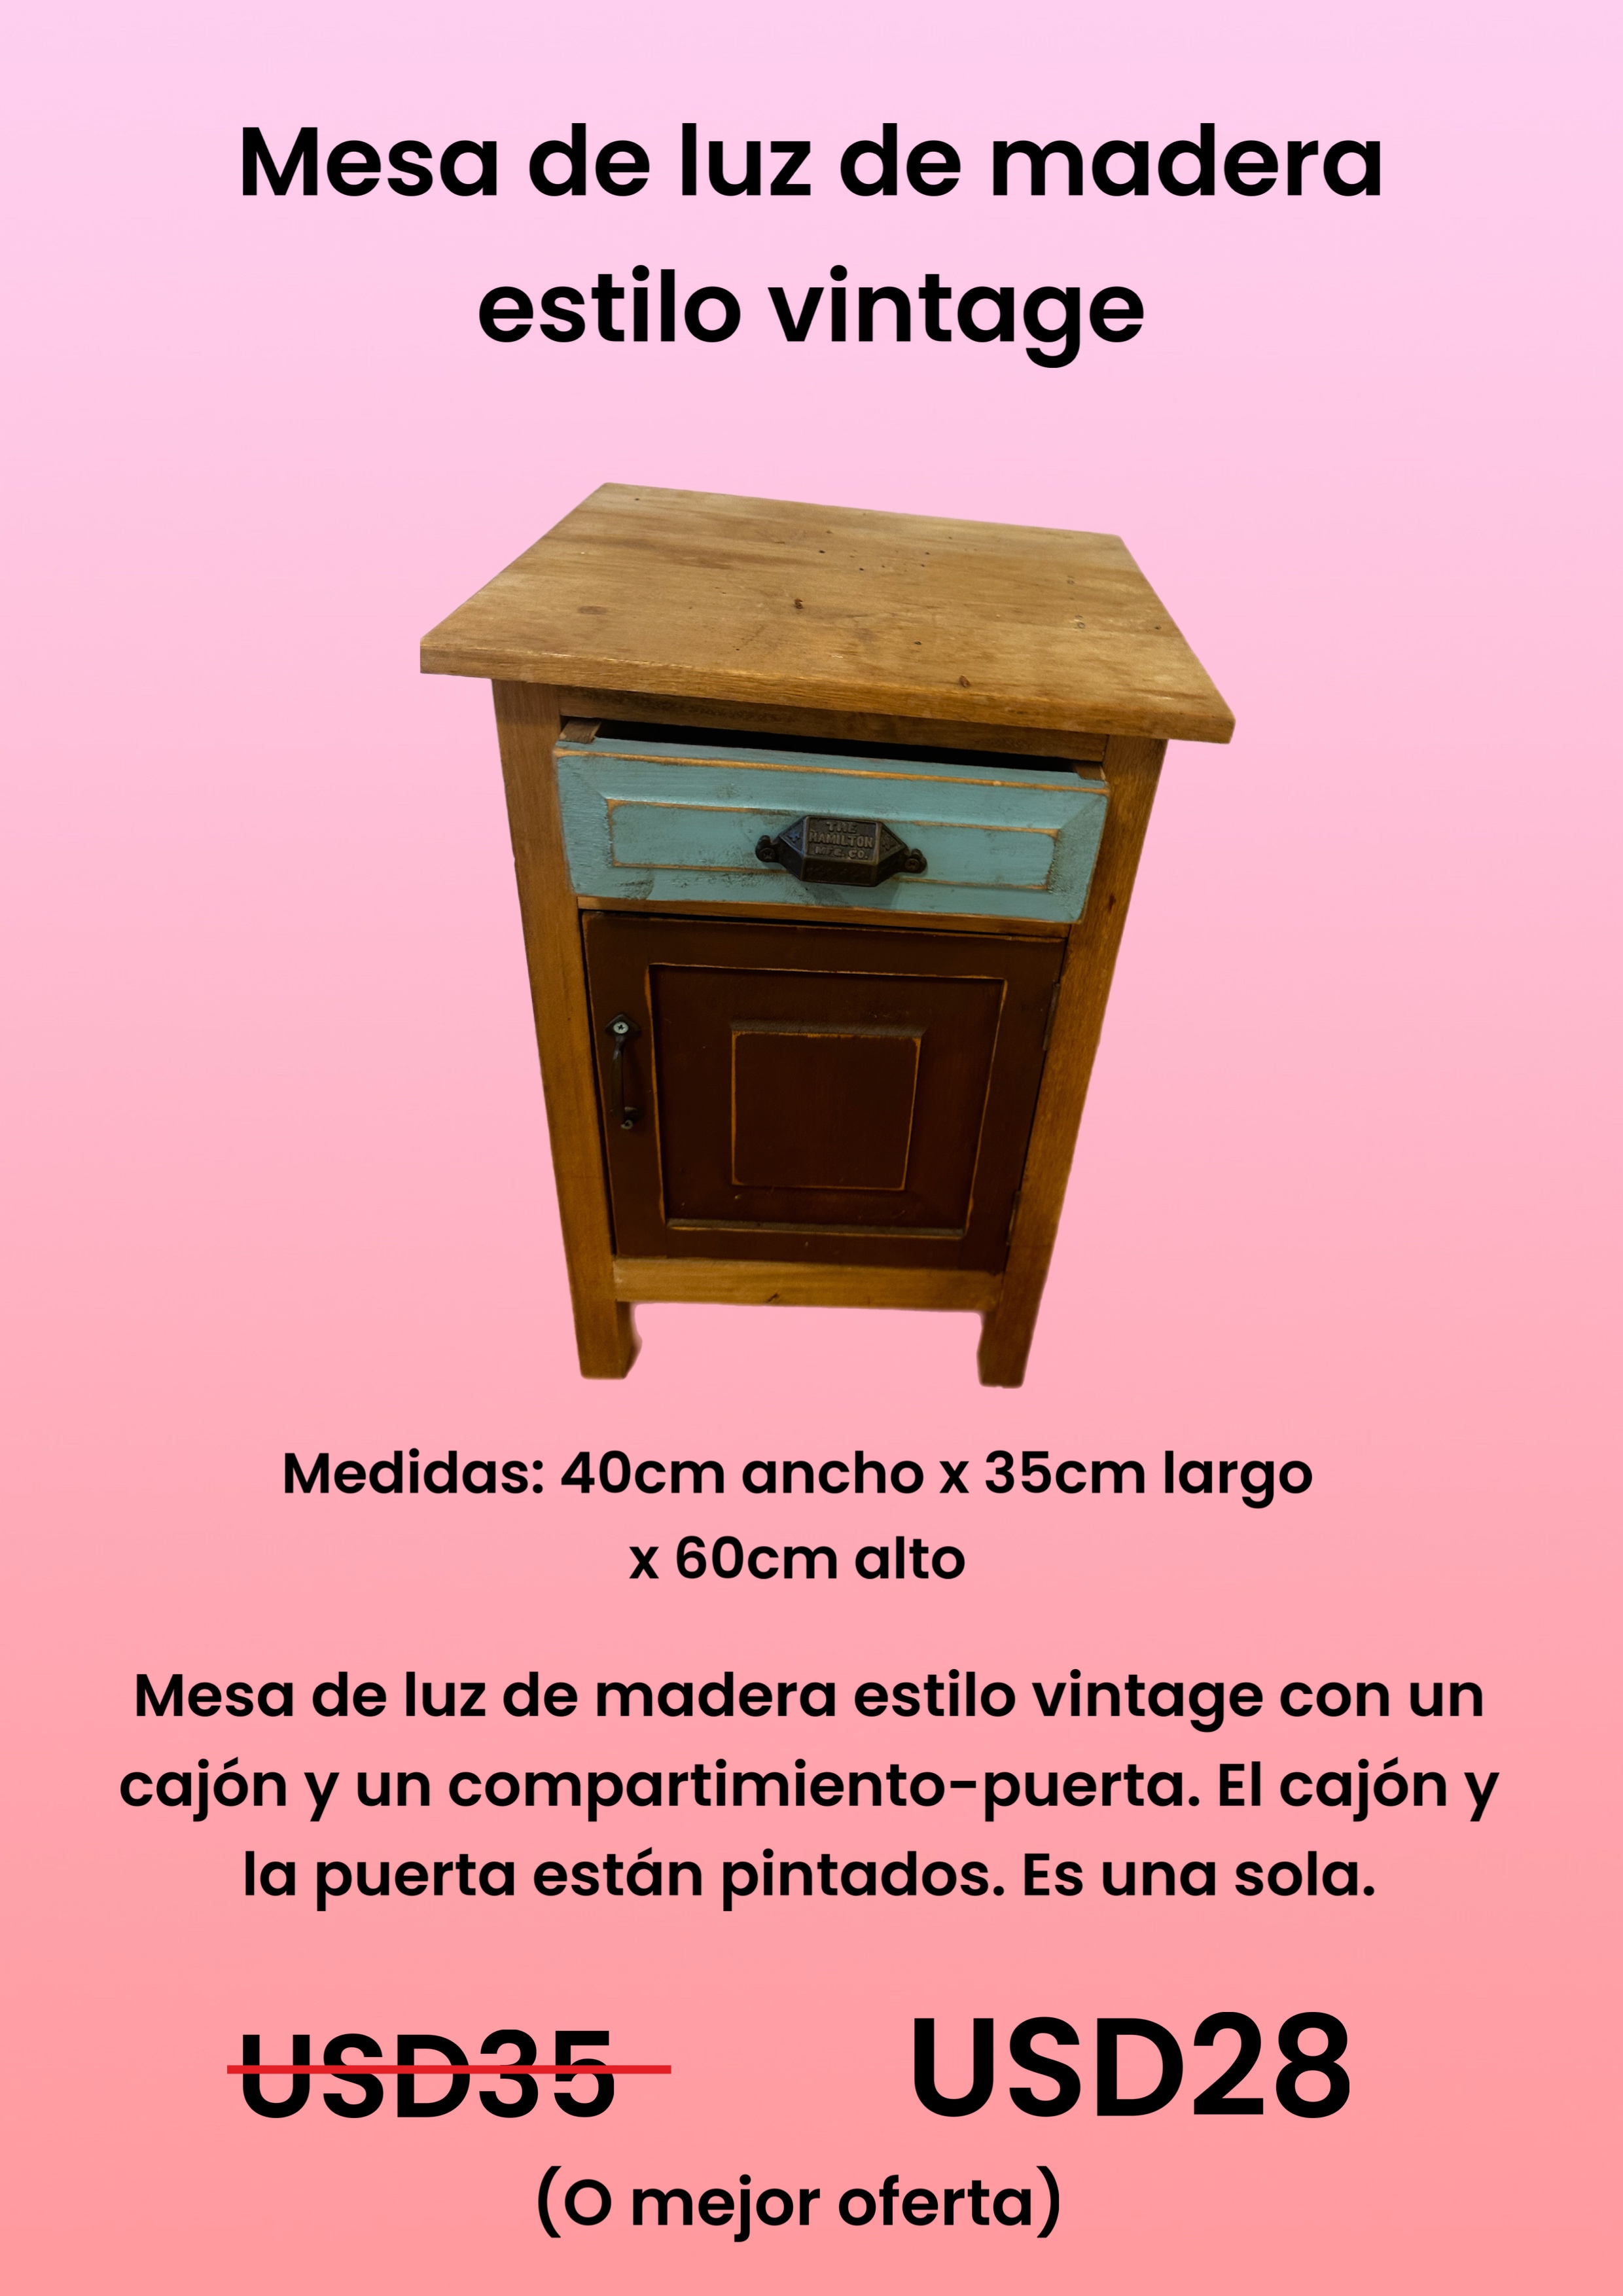 Mesa de luz de madera
estilo vintage
THE
HAMILTON
MFG. CO.
Medidas: 40cm ancho x 35cm largo
x 60cm alto
Mesa de luz de madera estilo vintage con un
cajón y un compartimiento-puerta. El cajón y
la puerta están pintados. Es una sola.
USD35 USD28
(O mejor oferta)